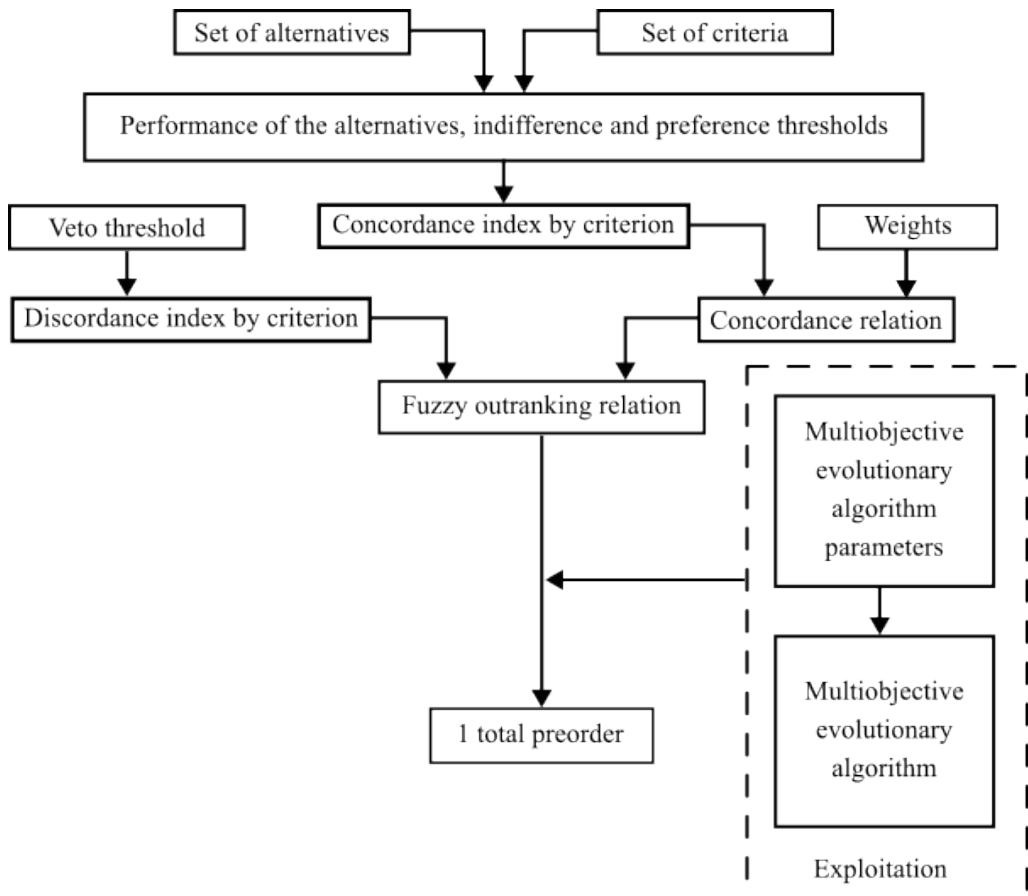 Set of alternatives
Set of criteria
Performance of the alternatives, indifference and preference thresholds
Veto threshold
Concordance index by criterion
Weights
Discordance index by criterion
Concordance relation
Fuzzy outranking relation
Multiobjective
evolutionary
algorithm
parameters
Multiobjective
evolutionary
algorithm
1 total preorder
Exploitation